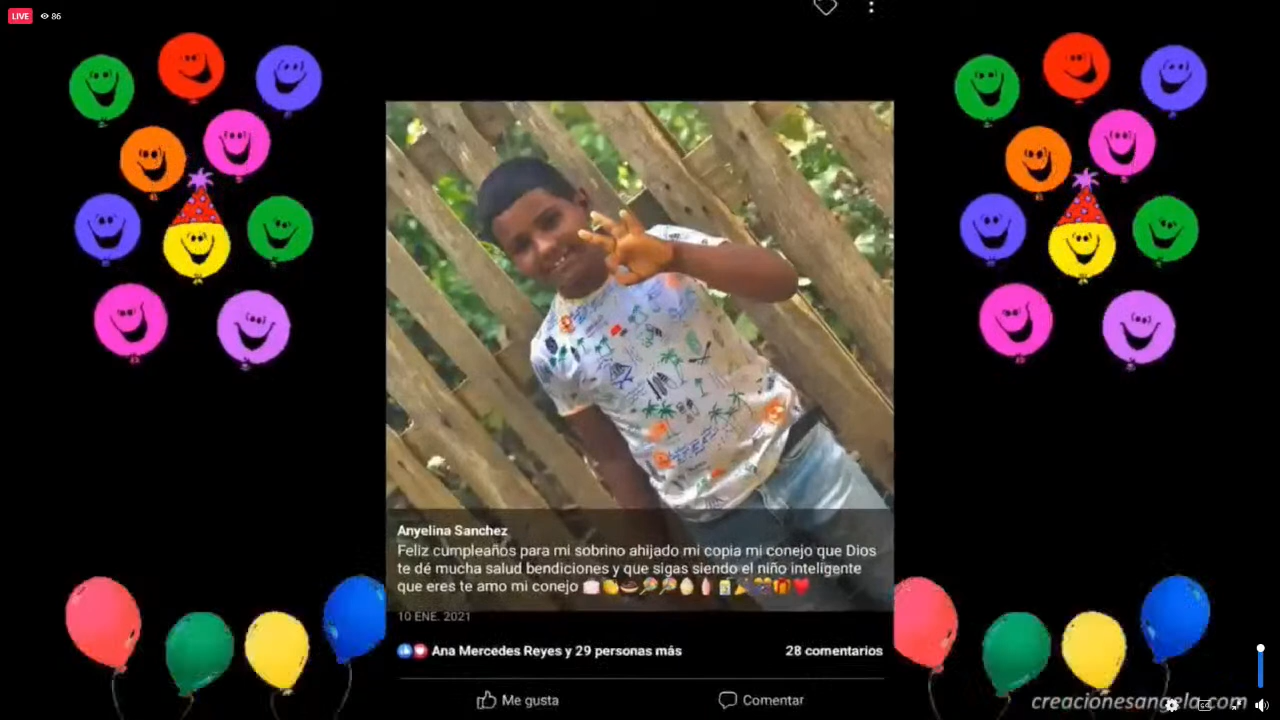 LIVE 86
Anyelina Sanchez
Feliz cumpleaños para mi sobrino ahijado mi copia mi conejo que Dios
te dé mucha salud bendiciones y que sigas siendo el niño inteligente
que eres te amo mi conejo
10 ENE. 2021
Ana Mercedes Reyes y 29 personas más
28 comentarios
Me gusta
Comentar
creacionesangela.com